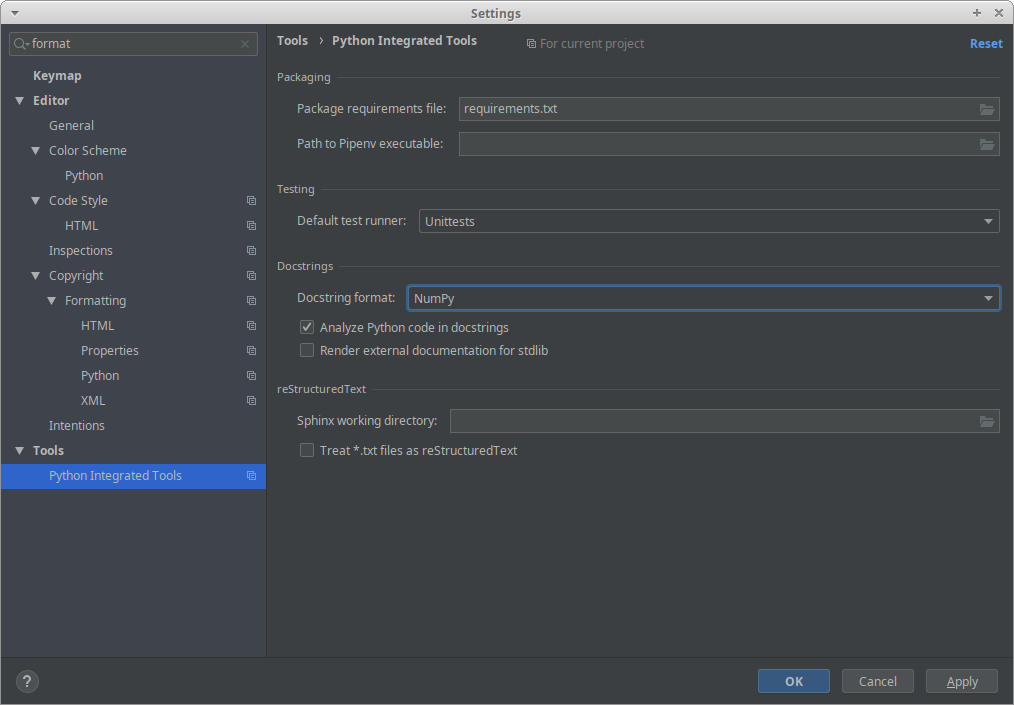 Settings
format
Keymap
Editor
General
Color Scheme
Python
Code Style
HTML
Inspections
Copyright
Formatting
HTML
Properties
Python
XML
Intentions
Tools
Python Integrated Tools
Tools › Python Integrated Tools
For current project
Reset
Packaging
Package requirements file: requirements.txt
Path to Pipenv executable:
Testing
Default test runner: Unittests
Docstrings
Docstring format: NumPy
Analyze Python code in docstrings
Render external documentation for stdlib
reStructuredText
Sphinx working directory:
Treat *.txt files as reStructuredText
?
OK
Cancel
Apply